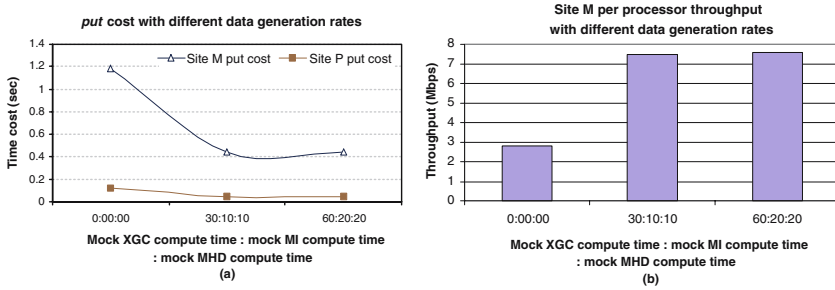 put cost with different data generation rates
1.4
1.2
1
0.8
0.6
0.4
0.2
0
Time cost (sec)
Site M put cost
Site P put cost
0:00:00
30:10:10
60:20:20
Mock XGC compute time : mock MI compute time
: mock MHD compute time
(a)
Site M per processor throughput
with different data generation rates
8
7
6
5
4
3
2
1
0
Throughput (Mbps)
0:00:00
30:10:10
60:20:20
Mock XGC compute time : mock MI compute time
: mock MHD compute time
(b)